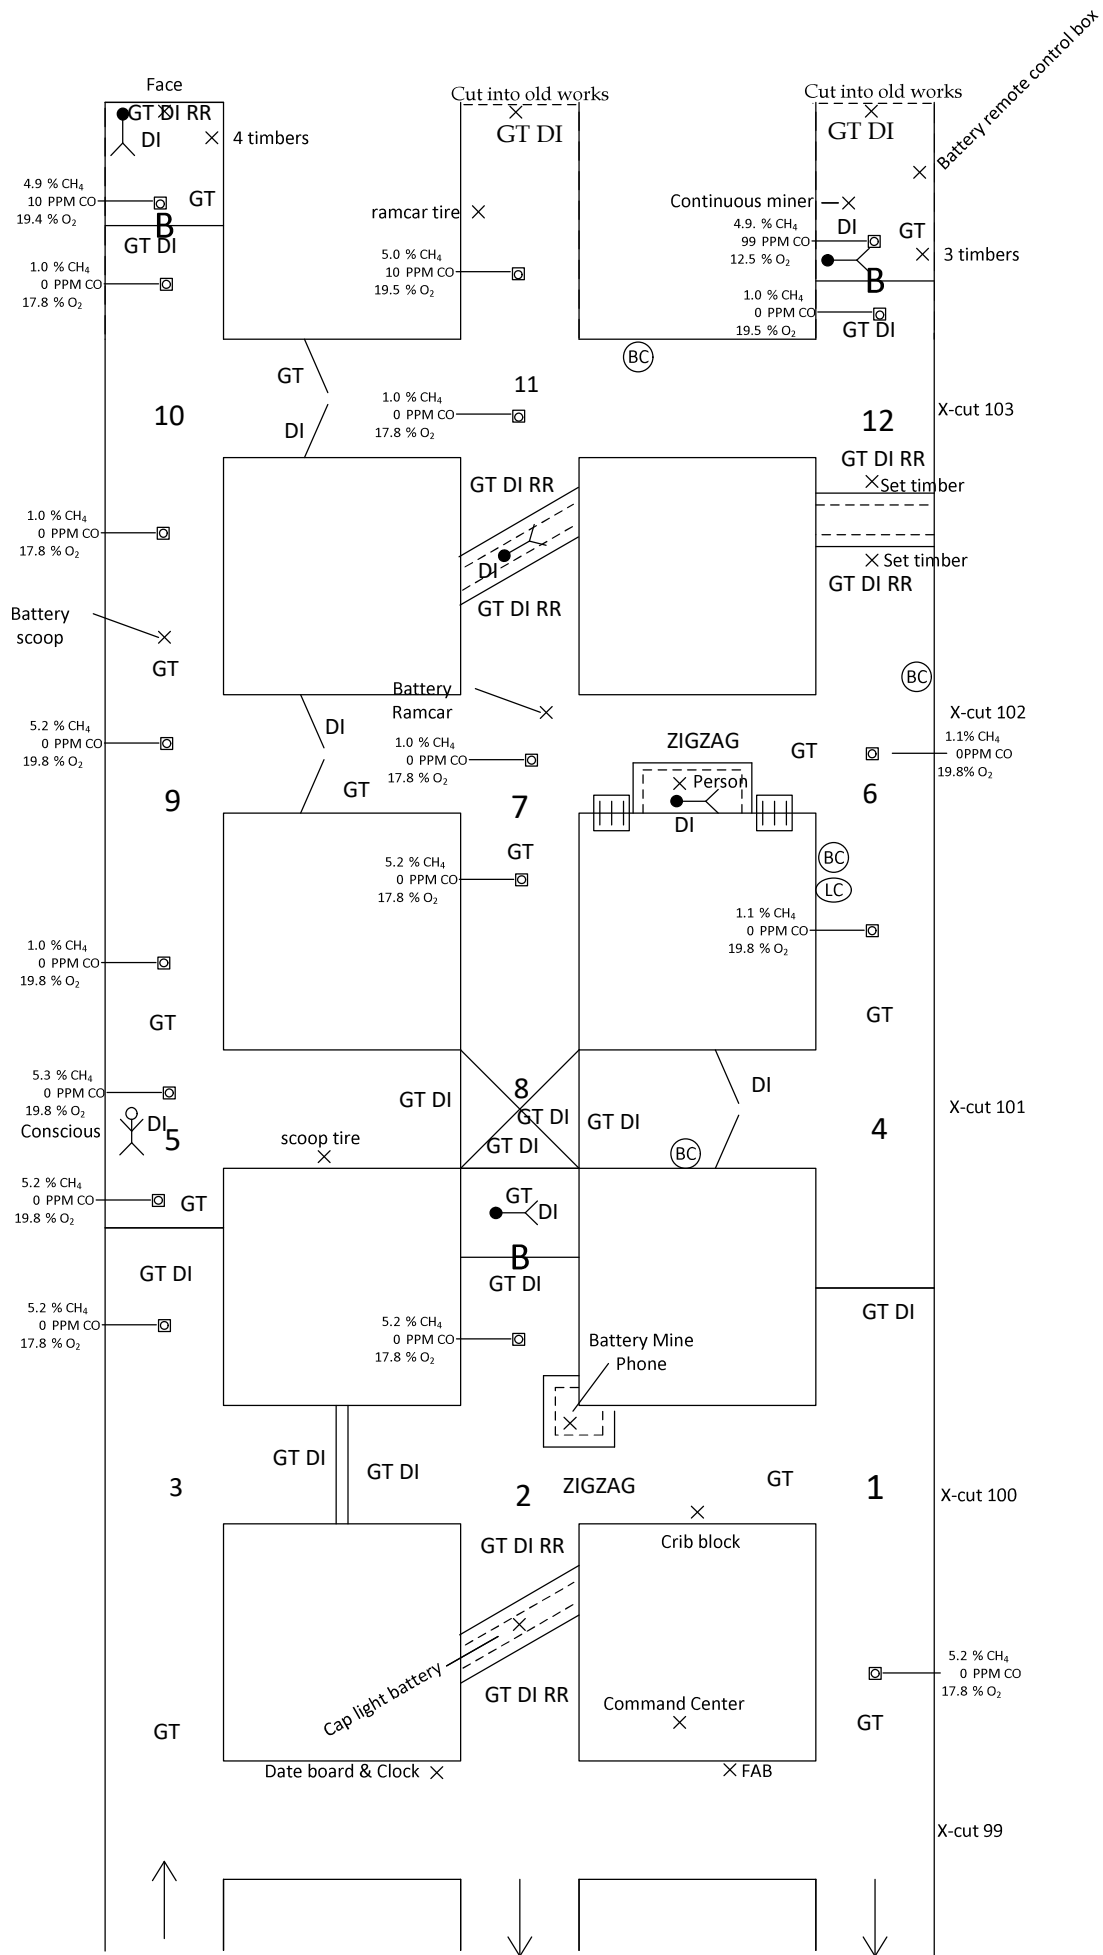 Battery remote control box
Face
Cut into old works
Cut into old works
GT DI RR
GT DI
GT DI
DI
4 timbers
4.9 % CH₄
10 PPM CO
19.4 % O₂
GT
B
GT DI
1.0 % CH₄
0 PPM CO
17.8 % O₂
ramcar tire
5.0 % CH₄
10 PPM CO
19.5 % O₂
Continuous miner
DI
GT
4.9. % CH₄
99 PPM CO
12.5 % O₂
3 timbers
B
1.0 % CH₄
0 PPM CO
19.5 % O₂
GT DI
BC
GT
DI
10
11
1.0 % CH₄
0 PPM CO
17.8 % O₂
12
X-cut 103
GT DI RR
Set timber
GT DI RR
DI
GT DI RR
Set timber
GT DI RR
1.0 % CH₄
0 PPM CO
17.8 % O₂
Battery
scoop
GT
BC
Battery
Ramcar
X-cut 102
DI
GT
5.2 % CH₄
0 PPM CO
19.8 % O₂
1.0 % CH₄
0 PPM CO
17.8 % O₂
ZIGZAG
GT
1.1% CH₄
0PPM CO
19.8% O₂
Person
DI
9
7
6
GT
5.2 % CH₄
0 PPM CO
17.8 % O₂
BC
LC
1.1 % CH₄
0 PPM CO
19.8 % O₂
1.0 % CH₄
0 PPM CO
19.8 % O₂
GT
GT
5.3 % CH₄
0 PPM CO
19.8 % O₂
Conscious
DI
5
GT DI
8
GT DI
GT DI
GT DI
DI
BC
4
X-cut 101
scoop tire
5.2 % CH₄
0 PPM CO
19.8 % O₂
GT
GT
DI
B
GT DI
GT DI
GT DI
5.2 % CH₄
0 PPM CO
17.8 % O₂
5.2 % CH₄
0 PPM CO
17.8 % O₂
Battery Mine
Phone
GT DI
GT DI
3
2
ZIGZAG
GT
1
X-cut 100
Crib block
GT DI RR
Cap light battery
GT DI RR
Command Center
5.2 % CH₄
0 PPM CO
17.8 % O₂
GT
GT
Date board & Clock
FAB
X-cut 99